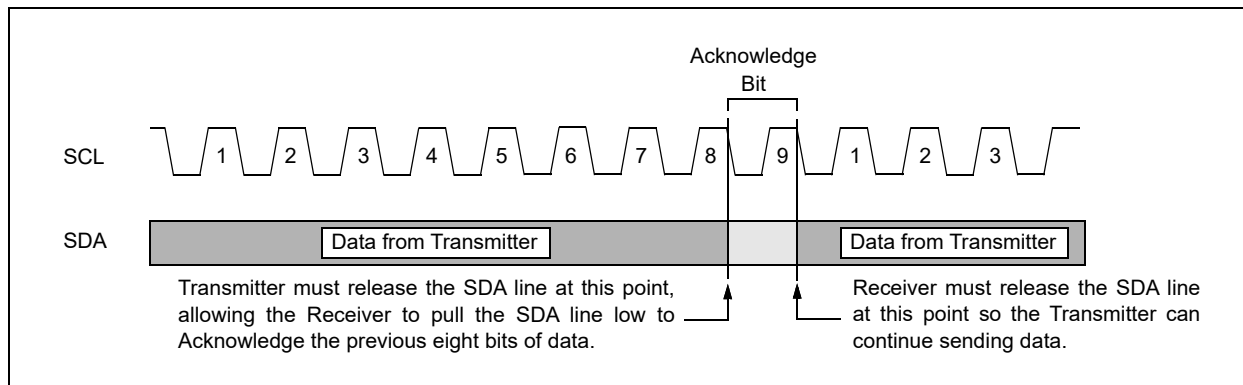 Acknowledge
Bit
SCL
1 2 3 4 5 6 7 8 9 1 2 3
SDA
Data from Transmitter
Data from Transmitter
Transmitter must release the SDA line at this point,
allowing the Receiver to pull the SDA line low to
Acknowledge the previous eight bits of data.
Receiver must release the SDA line
at this point so the Transmitter can
continue sending data.